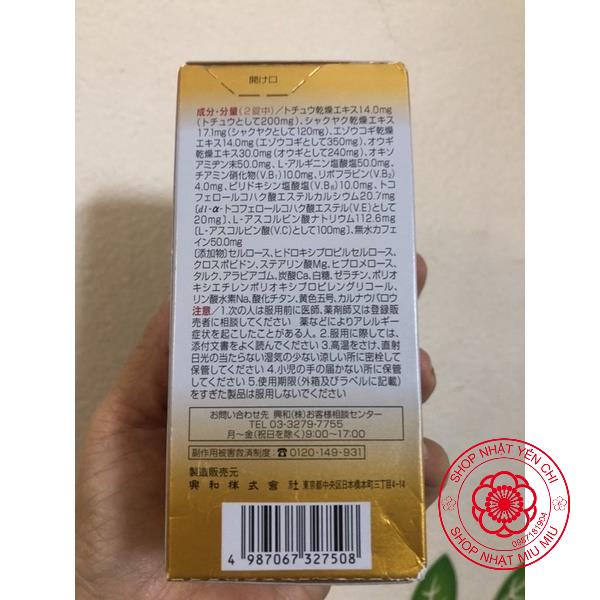 開け口
成分・分量(2錠中)/トチュウ乾燥エキス14.0mg
(トチュウとして200mg)、シャクヤク乾燥エキス
17.1mg(シャクヤクとして120mg)、エゾウコギ乾燥
エキス14.0mg(エゾウコギとして350mg)、オウギ
乾燥エキス30.0mg(オウギとして240mg)、オキソ
アミヂン末50.0mg、L-アルギニン塩酸塩50.0mg、
チアミン硝化物(V.B₁)10.0mg、リボフラビン(V.B₂)
4.0mg、ピリドキシン塩酸塩(V.B₆)10.0mg、トコ
フェロールコハク酸エステルカルシウム20.7mg
〔dl-α-トコフェロールコハク酸エステル(V.E)として
20mg〕、L-アスコルビン酸ナトリウム112.6mg
〔L-アスコルビン酸(V.C)として100mg〕、無水カフェ
イン50.0mg
〔添加物〕セルロース、ヒドロキシプロピルセルロース、
クロスポビドン、ステアリン酸Mg、ヒプロメロース、
タルク、アラビアゴム、炭酸Ca、白糖、ゼラチン、ポリオ
キシエチレンポリオキシプロピレングリコール、
リン酸水素Na、酸化チタン、黄色五号、カルナウバロウ
注意/1.次の人は服用前に医師、薬剤師又は登録販
売者に相談してください 薬などによりアレルギー
症状を起こしたことがある人。2.服用に際しては、
添付文書をよく読んでください 3.高温をさけ、直射
日光の当たらない湿気の少ない涼しい所に密栓して
保管してください 4.小児の手の届かない所に保管
してください 5.使用期限(外箱及びラベルに記載)
をすぎた製品は服用しないでください
お問い合わせ先 興和(株)お客様相談センター
TEL 03-3279-7755
月〜金(祝日を除く)9:00〜17:00
副作用被害救済制度:☎0120-149-931
製造販売元
興和株式会社 東京都中央区日本橋本町三丁目4-14
4 987067 327508
SHOP NHẬT YẾN CHI
0987181904
SHOP NHẬT MIU MIU